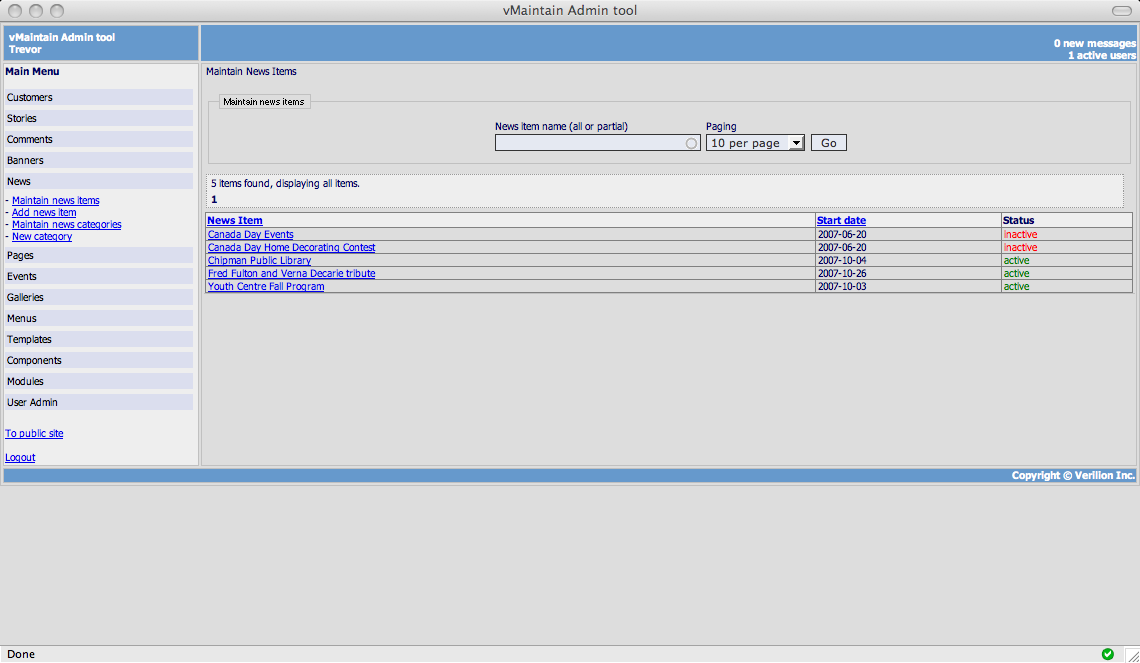 vMaintain Admin tool
vMaintain Admin tool
Trevor
0 new messages
1 active users
Main Menu
Customers
Stories
Comments
Banners
News
- Maintain news items
- Add news item
- Maintain news categories
- New category
Pages
Events
Galleries
Menus
Templates
Components
Modules
User Admin
To public site
Logout
Maintain News Items
Maintain news items
News item name (all or partial) Paging
10 per page Go
5 items found, displaying all items.
1
News Item Start date Status
Canada Day Events 2007-06-20 inactive
Canada Day Home Decorating Contest 2007-06-20 inactive
Chipman Public Library 2007-10-04 active
Fred Fulton and Verna Decarie tribute 2007-10-26 active
Youth Centre Fall Program 2007-10-03 active
Copyright © Verilion Inc.
Done